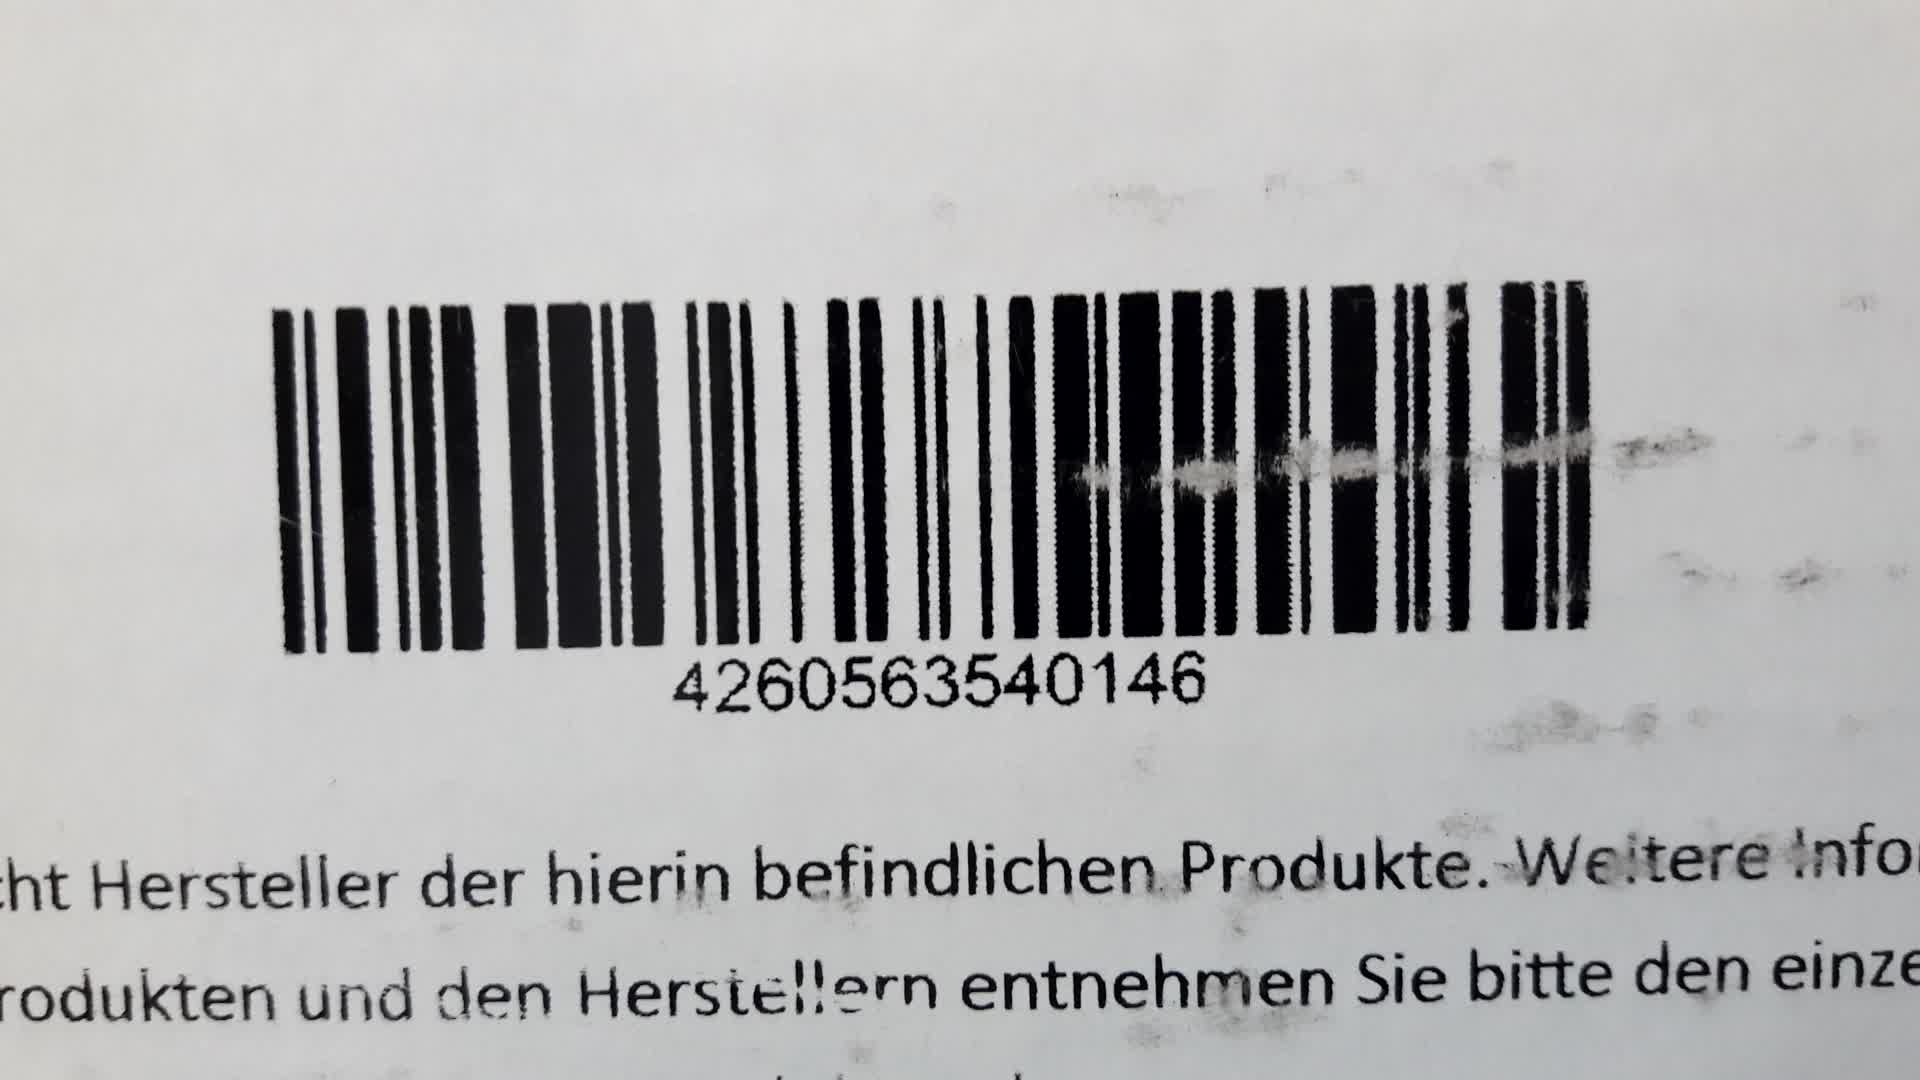 4260563540146
cht Hersteller der hierin befindlichen Produkte. Weitere Infor
rodukten und den Herstellern entnehmen Sie bitte den einze